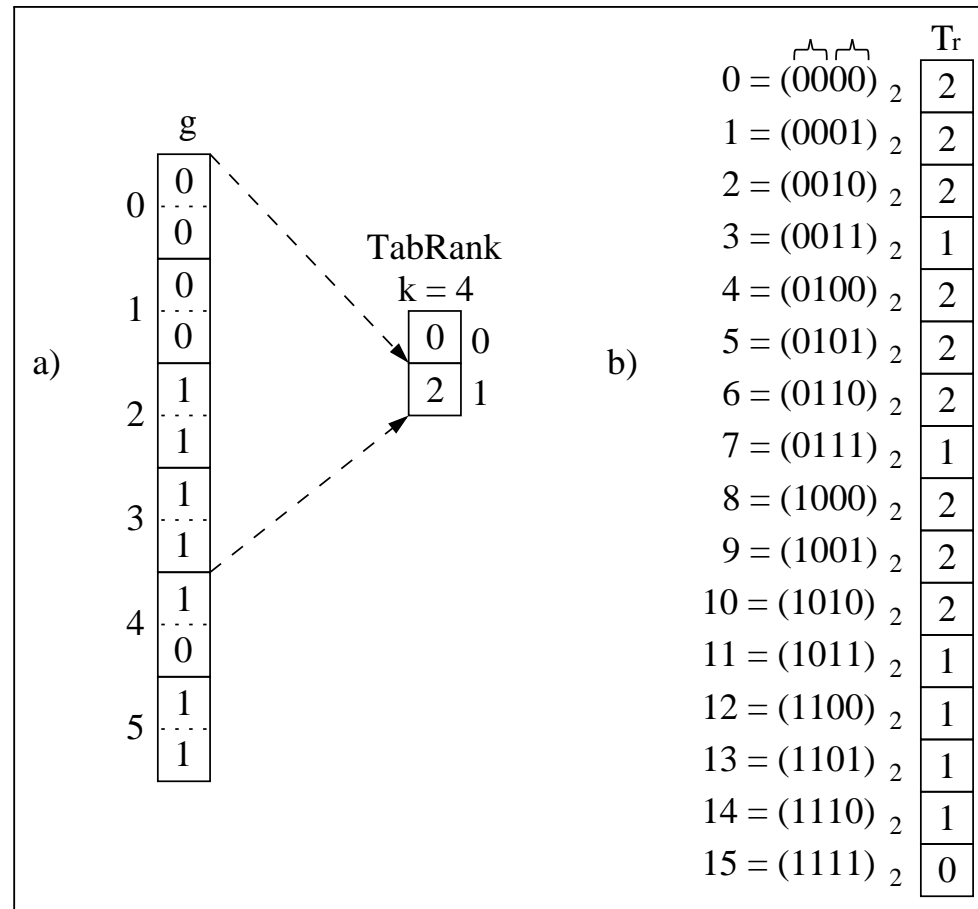 a)
g
0
0
0
1
0
0
2
1
1
3
1
1
4
1
0
5
1
1
TabRank
k = 4
0 0
2 1
b)
Tr
0 = (0000) 2 2
1 = (0001) 2 2
2 = (0010) 2 2
3 = (0011) 2 1
4 = (0100) 2 2
5 = (0101) 2 2
6 = (0110) 2 2
7 = (0111) 2 1
8 = (1000) 2 2
9 = (1001) 2 2
10 = (1010) 2 2
11 = (1011) 2 1
12 = (1100) 2 1
13 = (1101) 2 1
14 = (1110) 2 1
15 = (1111) 2 0